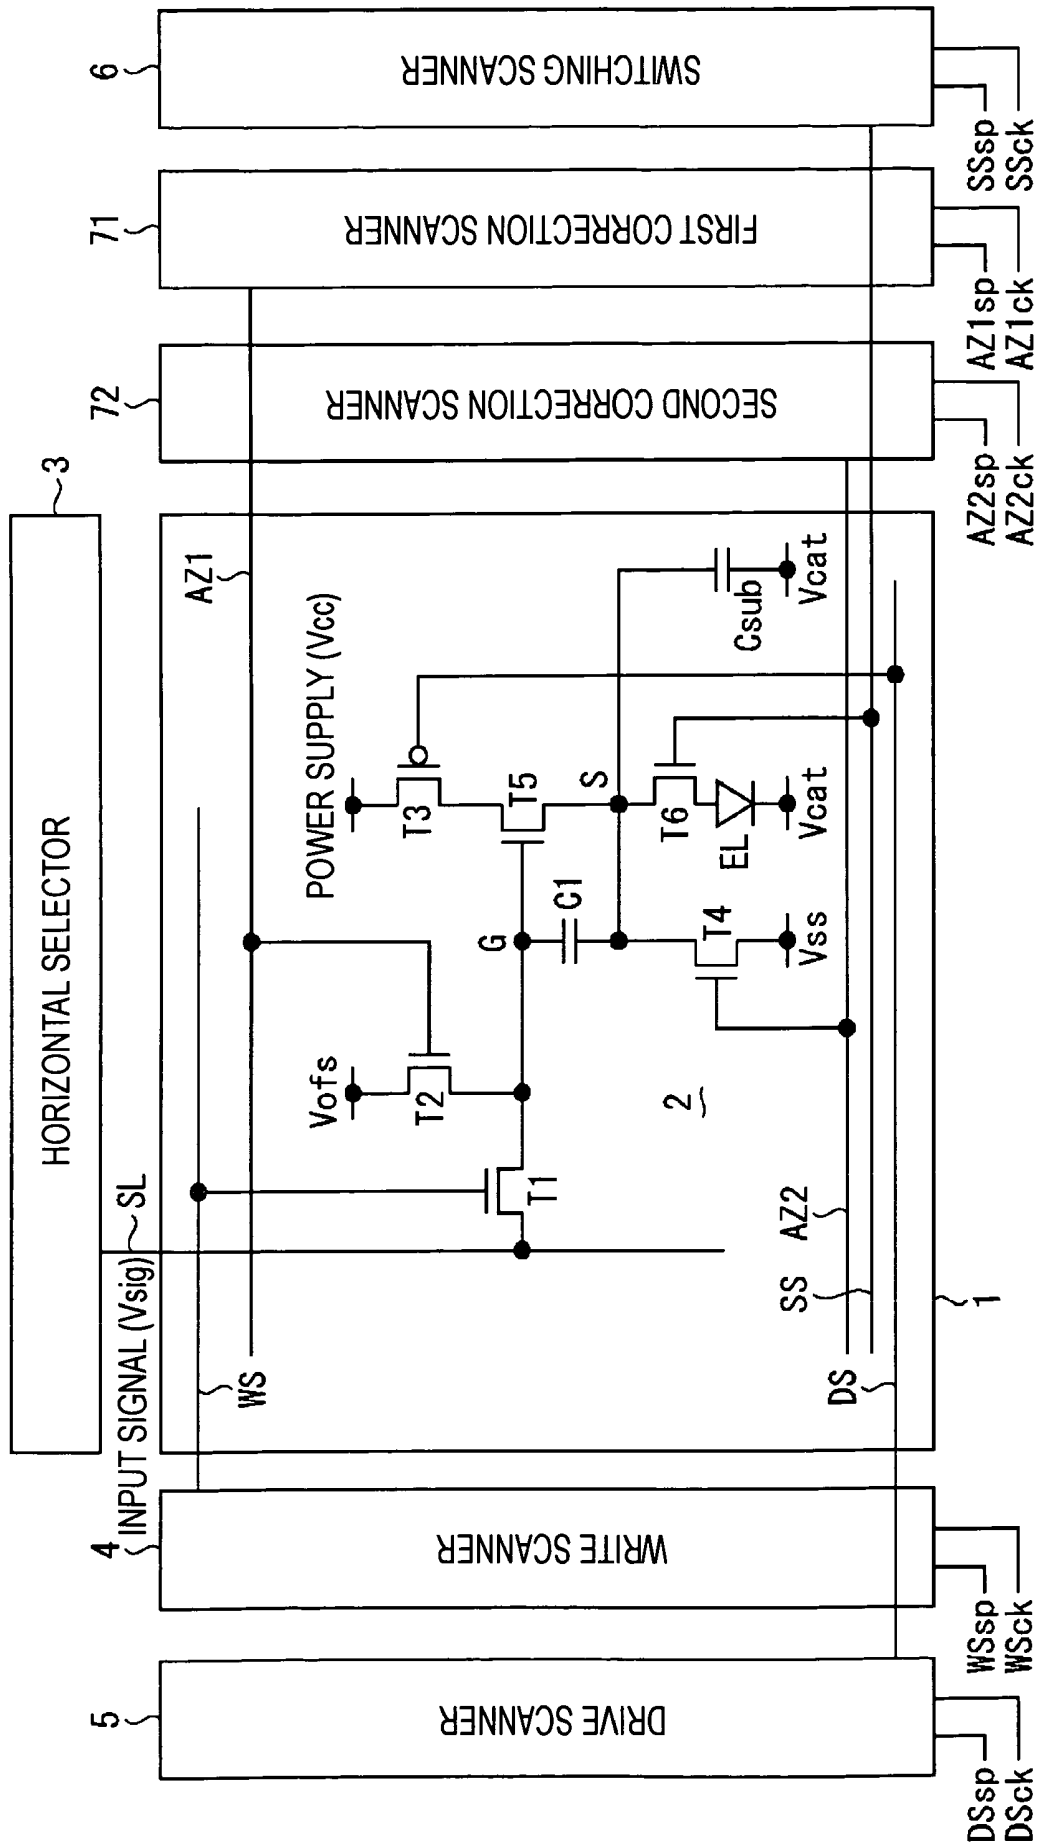 3
HORIZONTAL SELECTOR
5
4
INPUT SIGNAL (Vsig)
SL
72
71
6
DRIVE SCANNER
WRITE SCANNER
SECOND CORRECTION SCANNER
FIRST CORRECTION SCANNER
SWITCHING SCANNER
WS
AZ1
Vofs
POWER SUPPLY (Vcc)
T2
T3
T1
G
T5
C1
S
2
T4
T6
EL
Csub
Vss
Vcat
Vcat
SS
AZ2
DS
1
DSsp
DSck
WSsp
WSck
AZ2sp
AZ2ck
AZ1sp
AZ1ck
SSsp
SSck